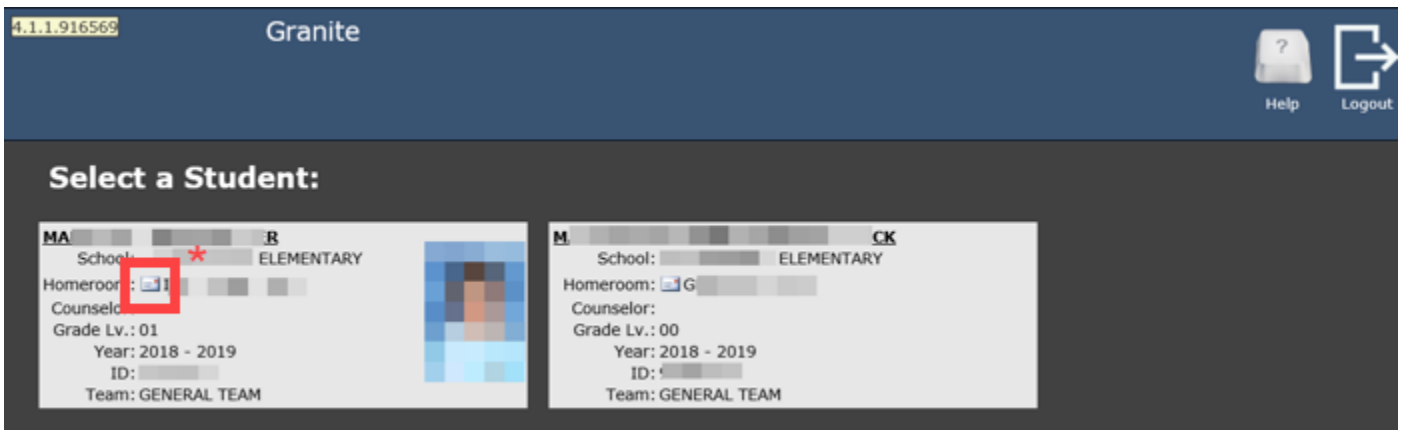 4.1.1.916569
Granite
?
Help
Logout
Select a Student:
MA R
School: * ELEMENTARY
Homeroom:
Counselor
Grade Lv.: 01
Year: 2018 - 2019
ID:
Team: GENERAL TEAM
M. CK
School: ELEMENTARY
Homeroom: G
Counselor:
Grade Lv.: 00
Year: 2018 - 2019
ID:
Team: GENERAL TEAM